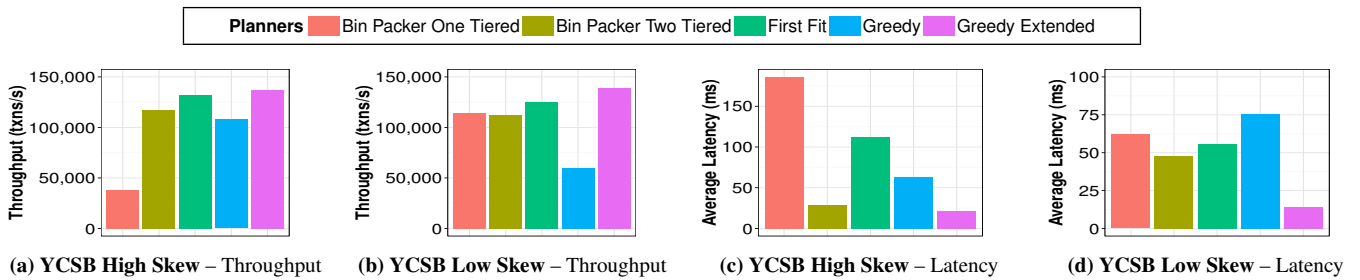 Planners Bin Packer One Tiered Bin Packer Two Tiered First Fit Greedy Greedy Extended
Throughput (txns/s)
150,000
100,000
50,000
0
(a) YCSB High Skew – Throughput
Throughput (txns/s)
150,000
100,000
50,000
0
(b) YCSB Low Skew – Throughput
Average Latency (ms)
150
100
50
0
(c) YCSB High Skew – Latency
Average Latency (ms)
100
75
50
25
0
(d) YCSB Low Skew – Latency